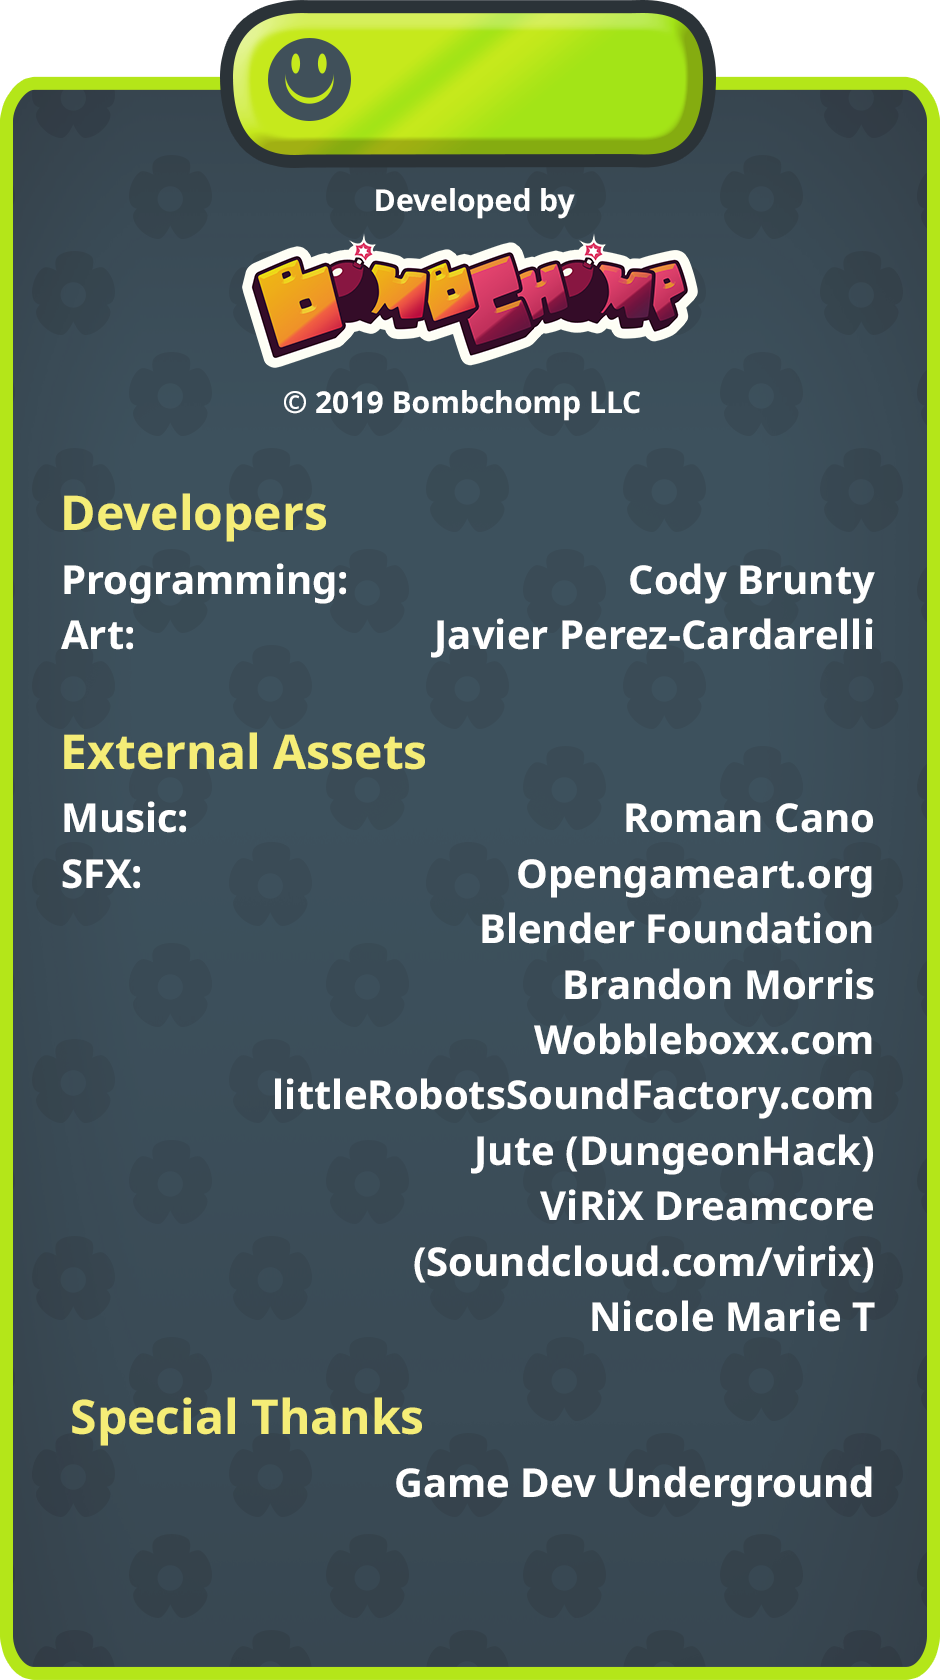 Developed by
BOMBCHOMP
© 2019 Bombchomp LLC
Developers
Programming: Cody Brunty
Art: Javier Perez-Cardarelli
External Assets
Music: Roman Cano
SFX: Opengameart.org
Blender Foundation
Brandon Morris
Wobbleboxx.com
littleRobotsSoundFactory.com
Jute (DungeonHack)
ViRiX Dreamcore
(Soundcloud.com/virix)
Nicole Marie T
Special Thanks
Game Dev Underground